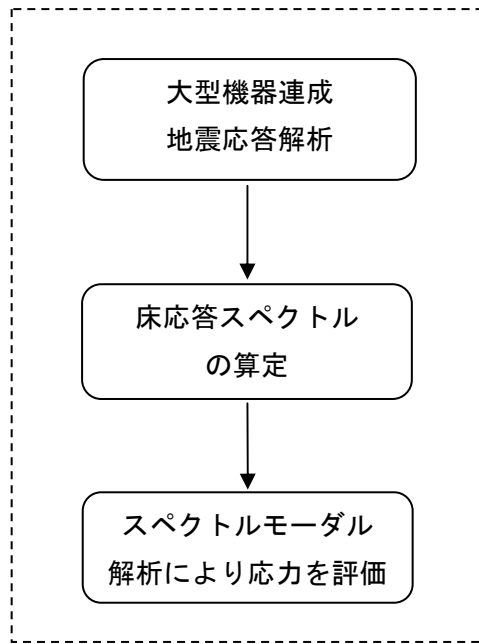 大型機器連成
地震応答解析
床応答スペクトル
の算定
スペクトルモーダル
解析により応力を評価